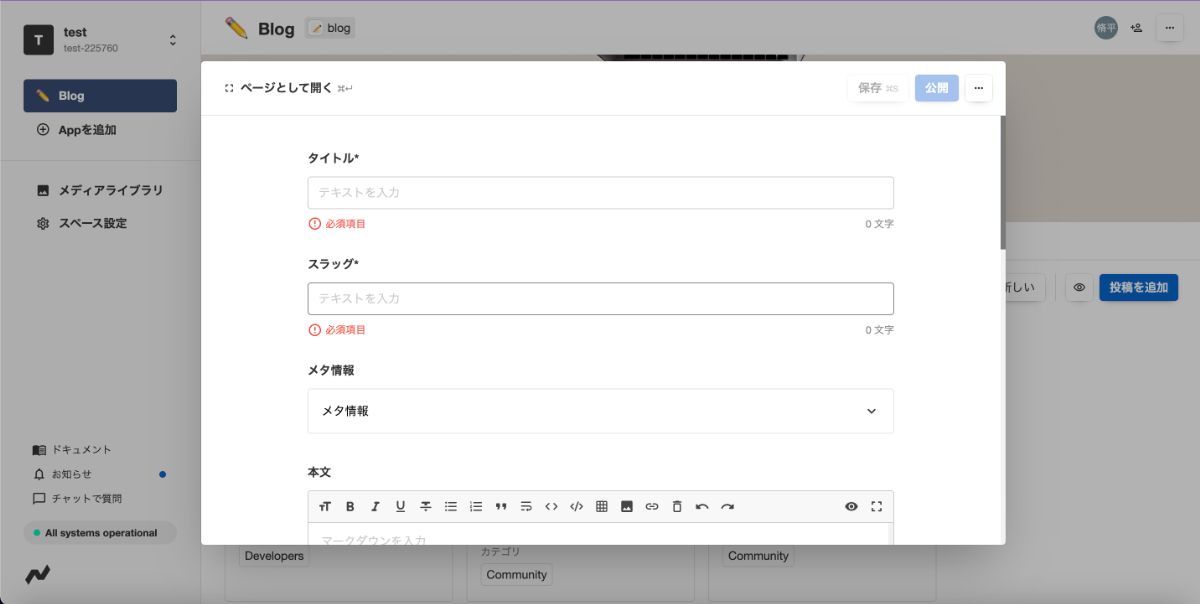 T
test
test-225760
Blog
Appを追加
メディアライブラリ
スペース設定
ドキュメント
お知らせ
チャットで質問
All systems operational
Blog
blog
脩平
ページとして開く ⌘↩
保存 ⌘S
公開
タイトル*
テキストを入力
必須項目
0 文字
スラッグ*
テキストを入力
必須項目
0 文字
メタ情報
メタ情報
本文
マークダウンを入力
新しい
投稿を追加
Developers
カテゴリ
Community
Community